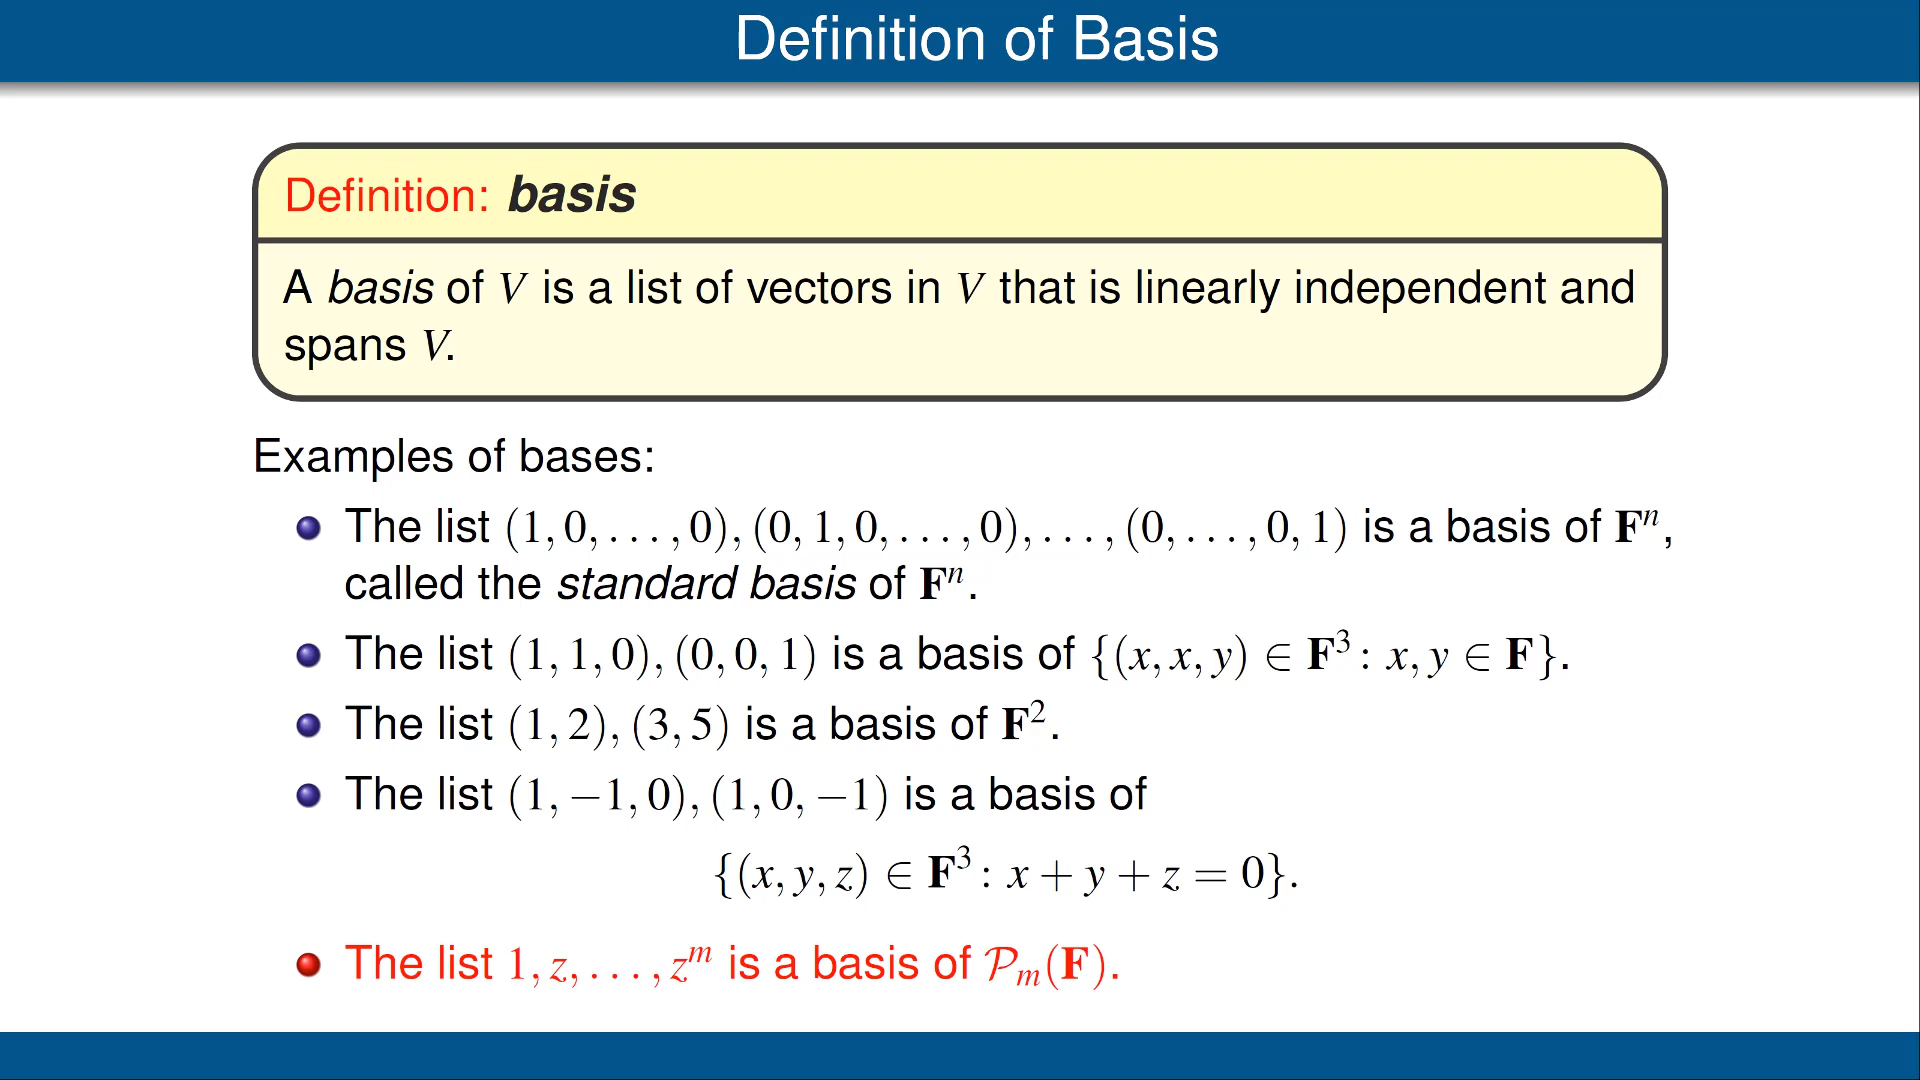 Definition of Basis
Definition: basis
A basis of V is a list of vectors in V that is linearly independent and
spans V.
Examples of bases:
The list (1, 0, . . . , 0), (0, 1, 0, . . . , 0), . . . , (0, . . . , 0, 1) is a basis of Fⁿ,
called the standard basis of Fⁿ.
The list (1, 1, 0), (0, 0, 1) is a basis of {(x, x, y) ∈ F³ : x, y ∈ F}.
The list (1, 2), (3, 5) is a basis of F².
The list (1, −1, 0), (1, 0, −1) is a basis of
{(x, y, z) ∈ F³ : x + y + z = 0}.
The list 1, z, . . . , zᵐ is a basis of 𝒫ₘ(F).